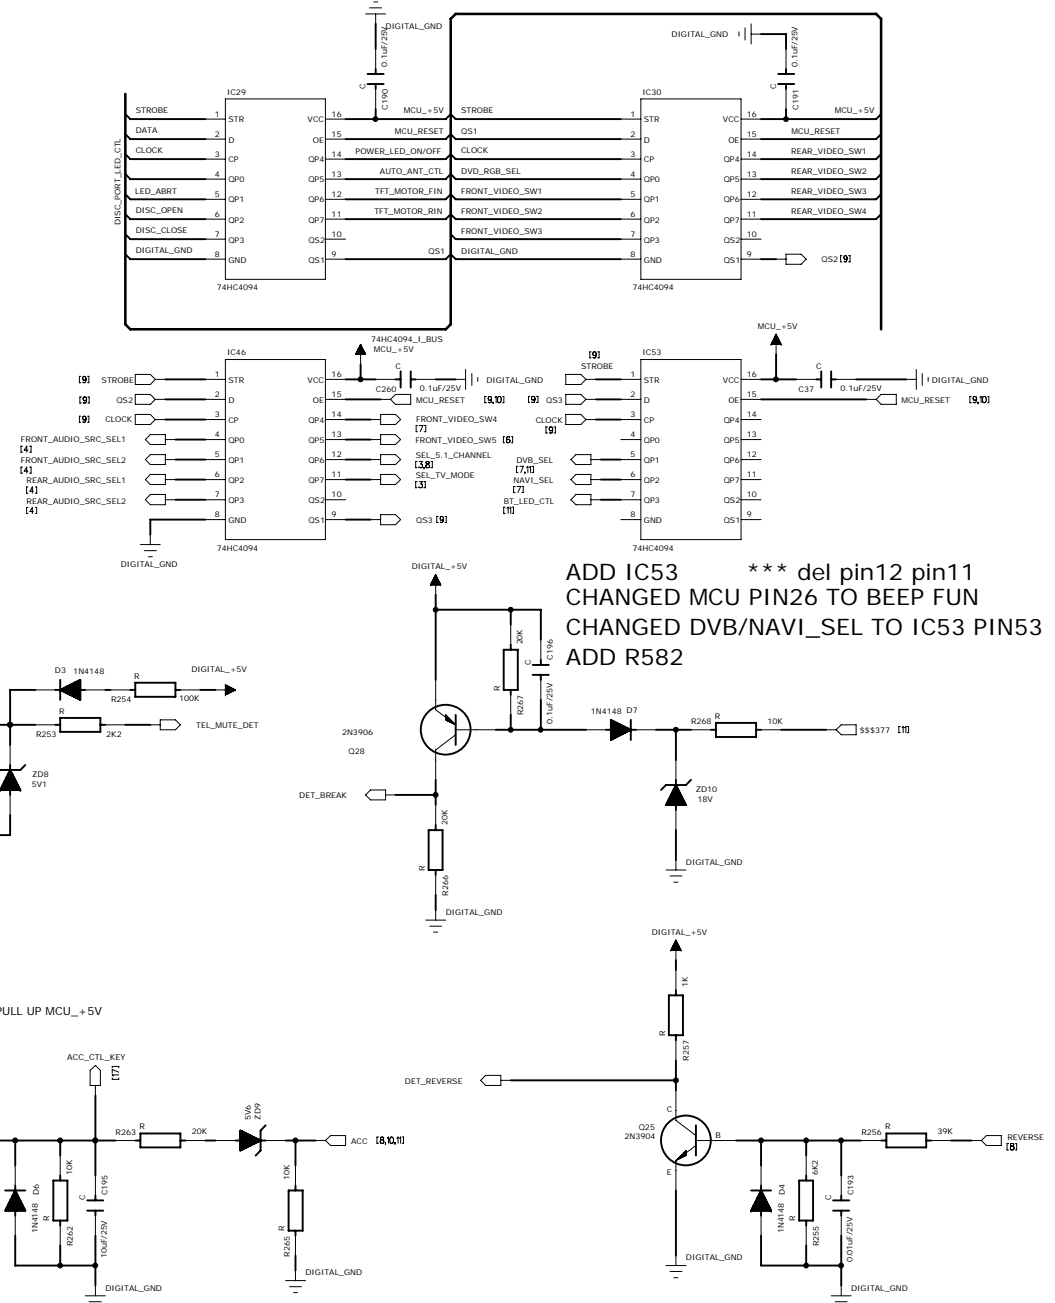 DIGITAL_GND
0.1uF/25V
C
C190
DIGITAL_GND
0.1uF/25V
C
C191
DISC_PORT_LED_CTL
IC29
STROBE 1 STR VCC 16 MCU_+5V
DATA 2 D OE 15 MCU_RESET
CLOCK 3 CP QP4 14 POWER_LED_ON/OFF
4 QP0 QP5 13 AUTO_ANT_CTL
LED_ABRT 5 QP1 QP6 12 TFT_MOTOR_FIN
DISC_OPEN 6 QP2 QP7 11 TFT_MOTOR_RIN
DISC_CLOSE 7 QP3 QS2 10
DIGITAL_GND 8 GND QS1 9 QS1
74HC4094
IC30
STROBE 1 STR VCC 16 MCU_+5V
QS1 2 D OE 15 MCU_RESET
CLOCK 3 CP QP4 14 REAR_VIDEO_SW1
DVD_RGB_SEL 4 QP0 QP5 13 REAR_VIDEO_SW2
FRONT_VIDEO_SW1 5 QP1 QP6 12 REAR_VIDEO_SW3
FRONT_VIDEO_SW2 6 QP2 QP7 11 REAR_VIDEO_SW4
FRONT_VIDEO_SW3 7 QP3 QS2 10
DIGITAL_GND 8 GND QS1 9 QS2 [9]
74HC4094
74HC4094_I_BUS
MCU_+5V
IC46
[9] STROBE 1 STR VCC 16
C
C260 0.1uF/25V
DIGITAL_GND
[9] QS2 2 D OE 15 MCU_RESET [9,10]
[9] CLOCK 3 CP QP4 14 FRONT_VIDEO_SW4
[7]
FRONT_AUDIO_SRC_SEL1 4 QP0 QP5 13 FRONT_VIDEO_SW5 [6]
[4]
FRONT_AUDIO_SRC_SEL2 5 QP1 QP6 12 SEL_5.1_CHANNEL
[4] [3,8]
REAR_AUDIO_SRC_SEL1 6 QP2 QP7 11 SEL_TV_MODE
[4] [3]
REAR_AUDIO_SRC_SEL2 7 QP3 QS2 10
[4]
8 GND QS1 9 QS3 [9]
DIGITAL_GND
74HC4094
MCU_+5V
IC53
[9]
STROBE 1 STR VCC 16
C
C37 0.1uF/25V
DIGITAL_GND
[9] QS3 2 D OE 15 MCU_RESET [9,10]
CLOCK 3 CP QP4 14
[9]
4 QP0 QP5 13
DVB_SEL 5 QP1 QP6 12
[7,11]
NAVI_SEL 6 QP2 QP7 11
[7]
BT_LED_CTL 7 QP3 QS2 10
[11]
8 GND QS1 9
74HC4094
ADD IC53 *** del pin12 pin11
CHANGED MCU PIN26 TO BEEP FUN
CHANGED DVB/NAVI_SEL TO IC53 PIN53
ADD R582
D3 1N4148
R
R254 100K
DIGITAL_+5V
R
R253 2K2
TEL_MUTE_DET
ZD8
5V1
DIGITAL_+5V
20K
R
R267
C196
C
0.1uF/25V
2N3906
Q28
1N4148 D7
R268 R 10K
$$$377 [11]
DET_BREAK
20K
R
R266
DIGITAL_GND
ZD10
18V
DIGITAL_GND
PULL UP MCU_+5V
ACC_CTL_KEY
[17]
R263 R 20K
5V6
ZD9
ACC [8,10,11]
D6
1N4148
10K
R
R262
C195
C
10uF/25V
DIGITAL_GND
10K
R
R265
DIGITAL_GND
DIGITAL_+5V
1K
R
R257
DET_REVERSE
Q25
2N3904
C
B
E
R256 R 39K
REVERSE
[8]
D4
1N4148
6K2
R
R255
C193
C
0.01uF/25V
DIGITAL_GND
DIGITAL_GND